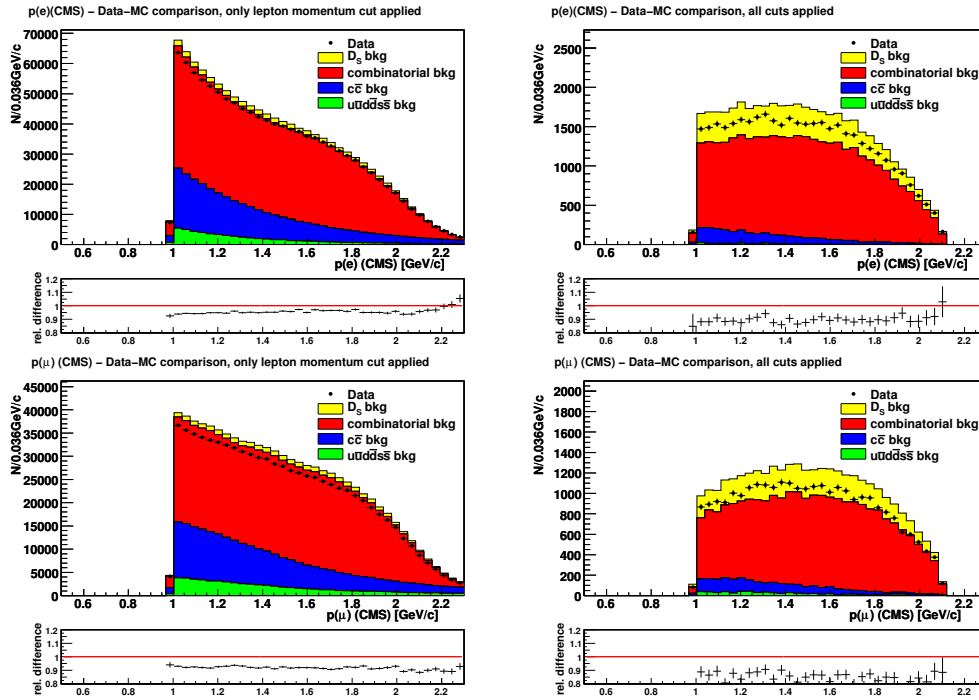 p(e)(CMS) – Data-MC comparison, only lepton momentum cut applied
N/0.036GeV/c
70000
60000
50000
40000
30000
20000
10000
0
Data
D_S bkg
combinatorial bkg
cc̄ bkg
uūdd̄ss̄ bkg
0.6 0.8 1 1.2 1.4 1.6 1.8 2 2.2
p(e) (CMS) [GeV/c]
rel. difference
1.2
1.1
1
0.9
0.8
0.6 0.8 1 1.2 1.4 1.6 1.8 2 2.2
p(e)(CMS) – Data-MC comparison, all cuts applied
N/0.036GeV/c
2500
2000
1500
1000
500
0
Data
D_S bkg
combinatorial bkg
cc̄ bkg
uūdd̄ss̄ bkg
0.6 0.8 1 1.2 1.4 1.6 1.8 2 2.2
p(e) (CMS) [GeV/c]
rel. difference
1.2
1.1
1
0.9
0.8
0.6 0.8 1 1.2 1.4 1.6 1.8 2 2.2
p(μ) (CMS) – Data-MC comparison, only lepton momentum cut applied
N/0.036GeV/c
45000
40000
35000
30000
25000
20000
15000
10000
5000
0
Data
D_S bkg
combinatorial bkg
cc̄ bkg
uūdd̄ss̄ bkg
0.6 0.8 1 1.2 1.4 1.6 1.8 2 2.2
p(μ) (CMS) [GeV/c]
rel. difference
1.2
1.1
1
0.9
0.8
0.6 0.8 1 1.2 1.4 1.6 1.8 2 2.2
p(μ) (CMS) – Data-MC comparison, all cuts applied
N/0.036GeV/c
2000
1800
1600
1400
1200
1000
800
600
400
200
0
Data
D_S bkg
combinatorial bkg
cc̄ bkg
uūdd̄ss̄ bkg
0.6 0.8 1 1.2 1.4 1.6 1.8 2 2.2
p(μ) (CMS) [GeV/c]
rel. difference
1.2
1.1
1
0.9
0.8
0.6 0.8 1 1.2 1.4 1.6 1.8 2 2.2